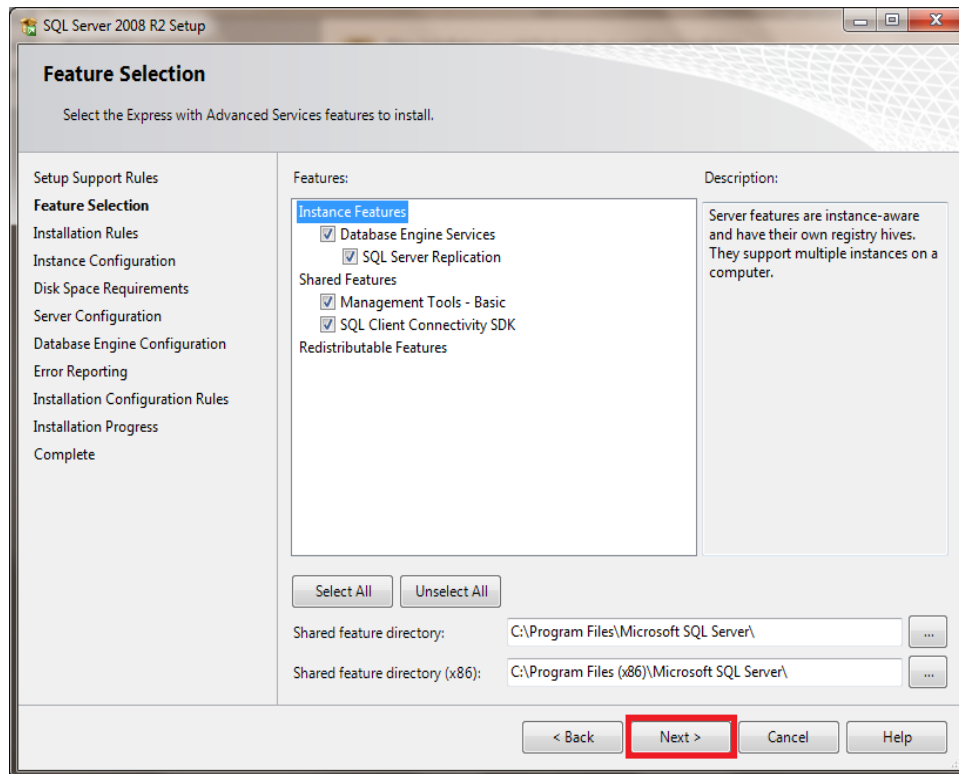 SQL Server 2008 R2 Setup
Feature Selection
Select the Express with Advanced Services features to install.
Setup Support Rules
Feature Selection
Installation Rules
Instance Configuration
Disk Space Requirements
Server Configuration
Database Engine Configuration
Error Reporting
Installation Configuration Rules
Installation Progress
Complete
Features:
Instance Features
Database Engine Services
SQL Server Replication
Shared Features
Management Tools - Basic
SQL Client Connectivity SDK
Redistributable Features
Description:
Server features are instance-aware
and have their own registry hives.
They support multiple instances on a
computer.
Select All
Unselect All
Shared feature directory:
C:\Program Files\Microsoft SQL Server\
...
Shared feature directory (x86):
C:\Program Files (x86)\Microsoft SQL Server\
...
< Back
Next >
Cancel
Help